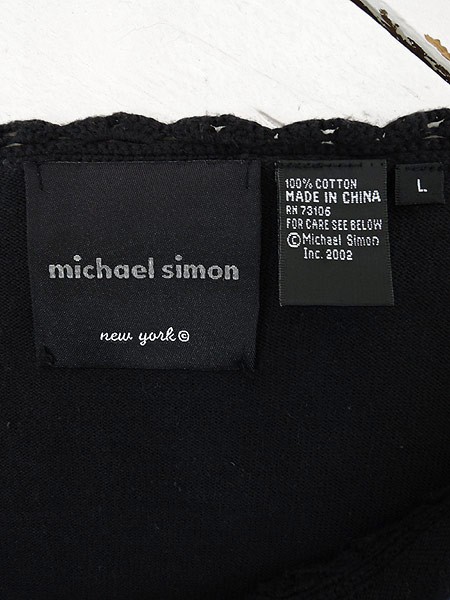 michael simon
new york©
100% COTTON
MADE IN CHINA
RN 73106
FOR CARE SEE BELOW
©Michael Simon
Inc. 2002
L